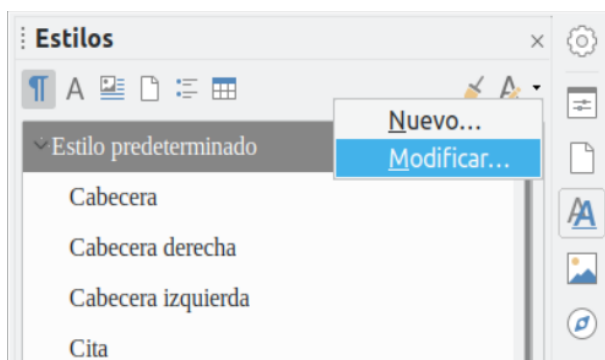 Estilos
Nuevo...
Modificar...
Estilo predeterminado
Cabecera
Cabecera derecha
Cabecera izquierda
Cita